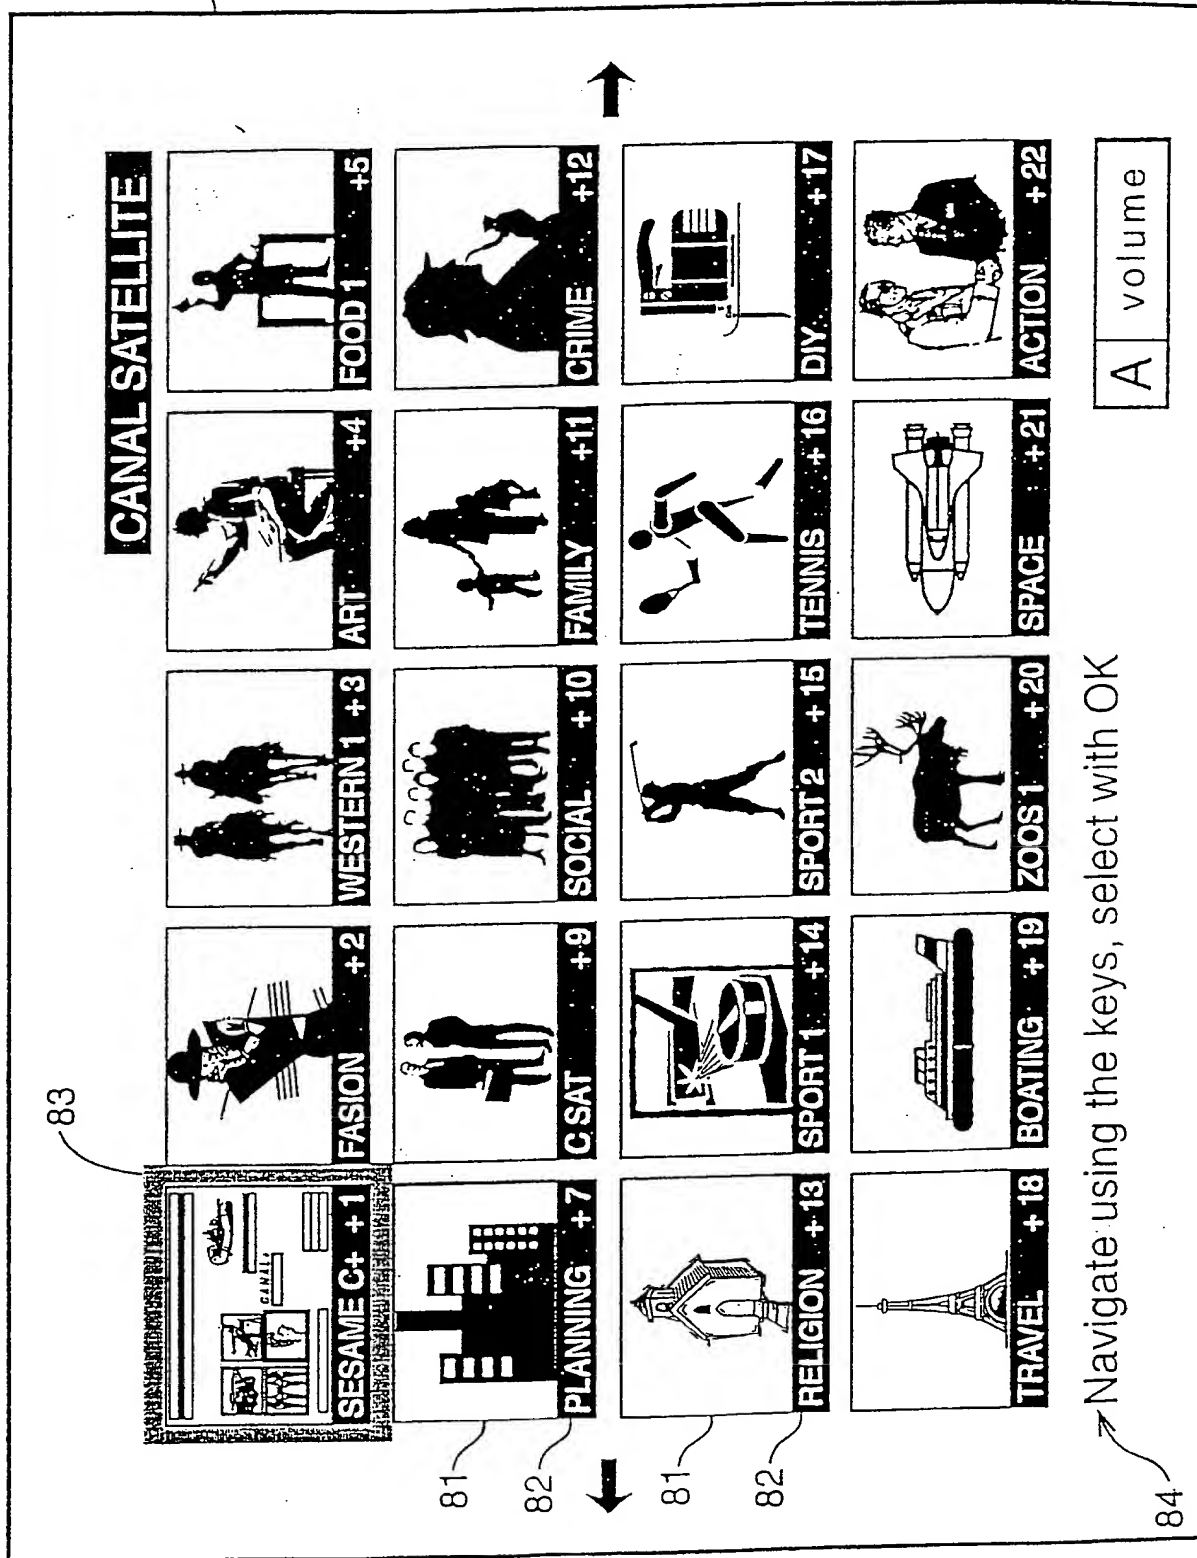 CANAL SATELLITE
83
SESAME C+ +1
FASION +2
WESTERN 1 +3
ART +4
FOOD 1 +5
81
82
PLANNING +7
C SAT +9
SOCIAL +10
FAMILY +11
CRIME +12
81
82
RELIGION +13
SPORT 1 +14
SPORT 2 +15
TENNIS +16
DIY +17
TRAVEL +18
BOATING +19
ZOOS 1 +20
SPACE +21
ACTION +22
CANAL+
84
Navigate using the keys, select with OK
A volume